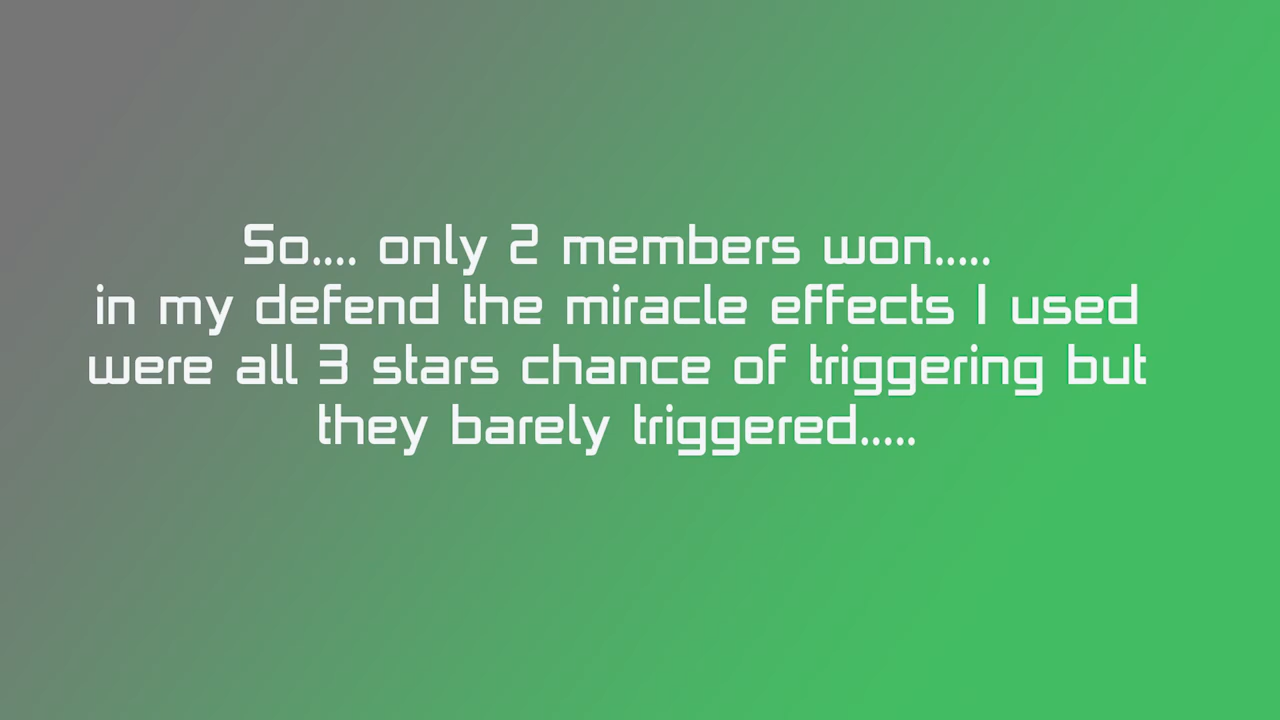 So.... only 2 members won.....
in my defend the miracle effects I used
were all 3 stars chance of triggering but
they barely triggered.....